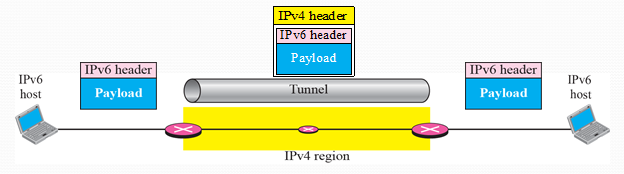 IPv4 header
IPv6 header
Payload
IPv6 header
Payload
IPv6 header
Payload
IPv6
host
IPv6
host
Tunnel
IPv4 region